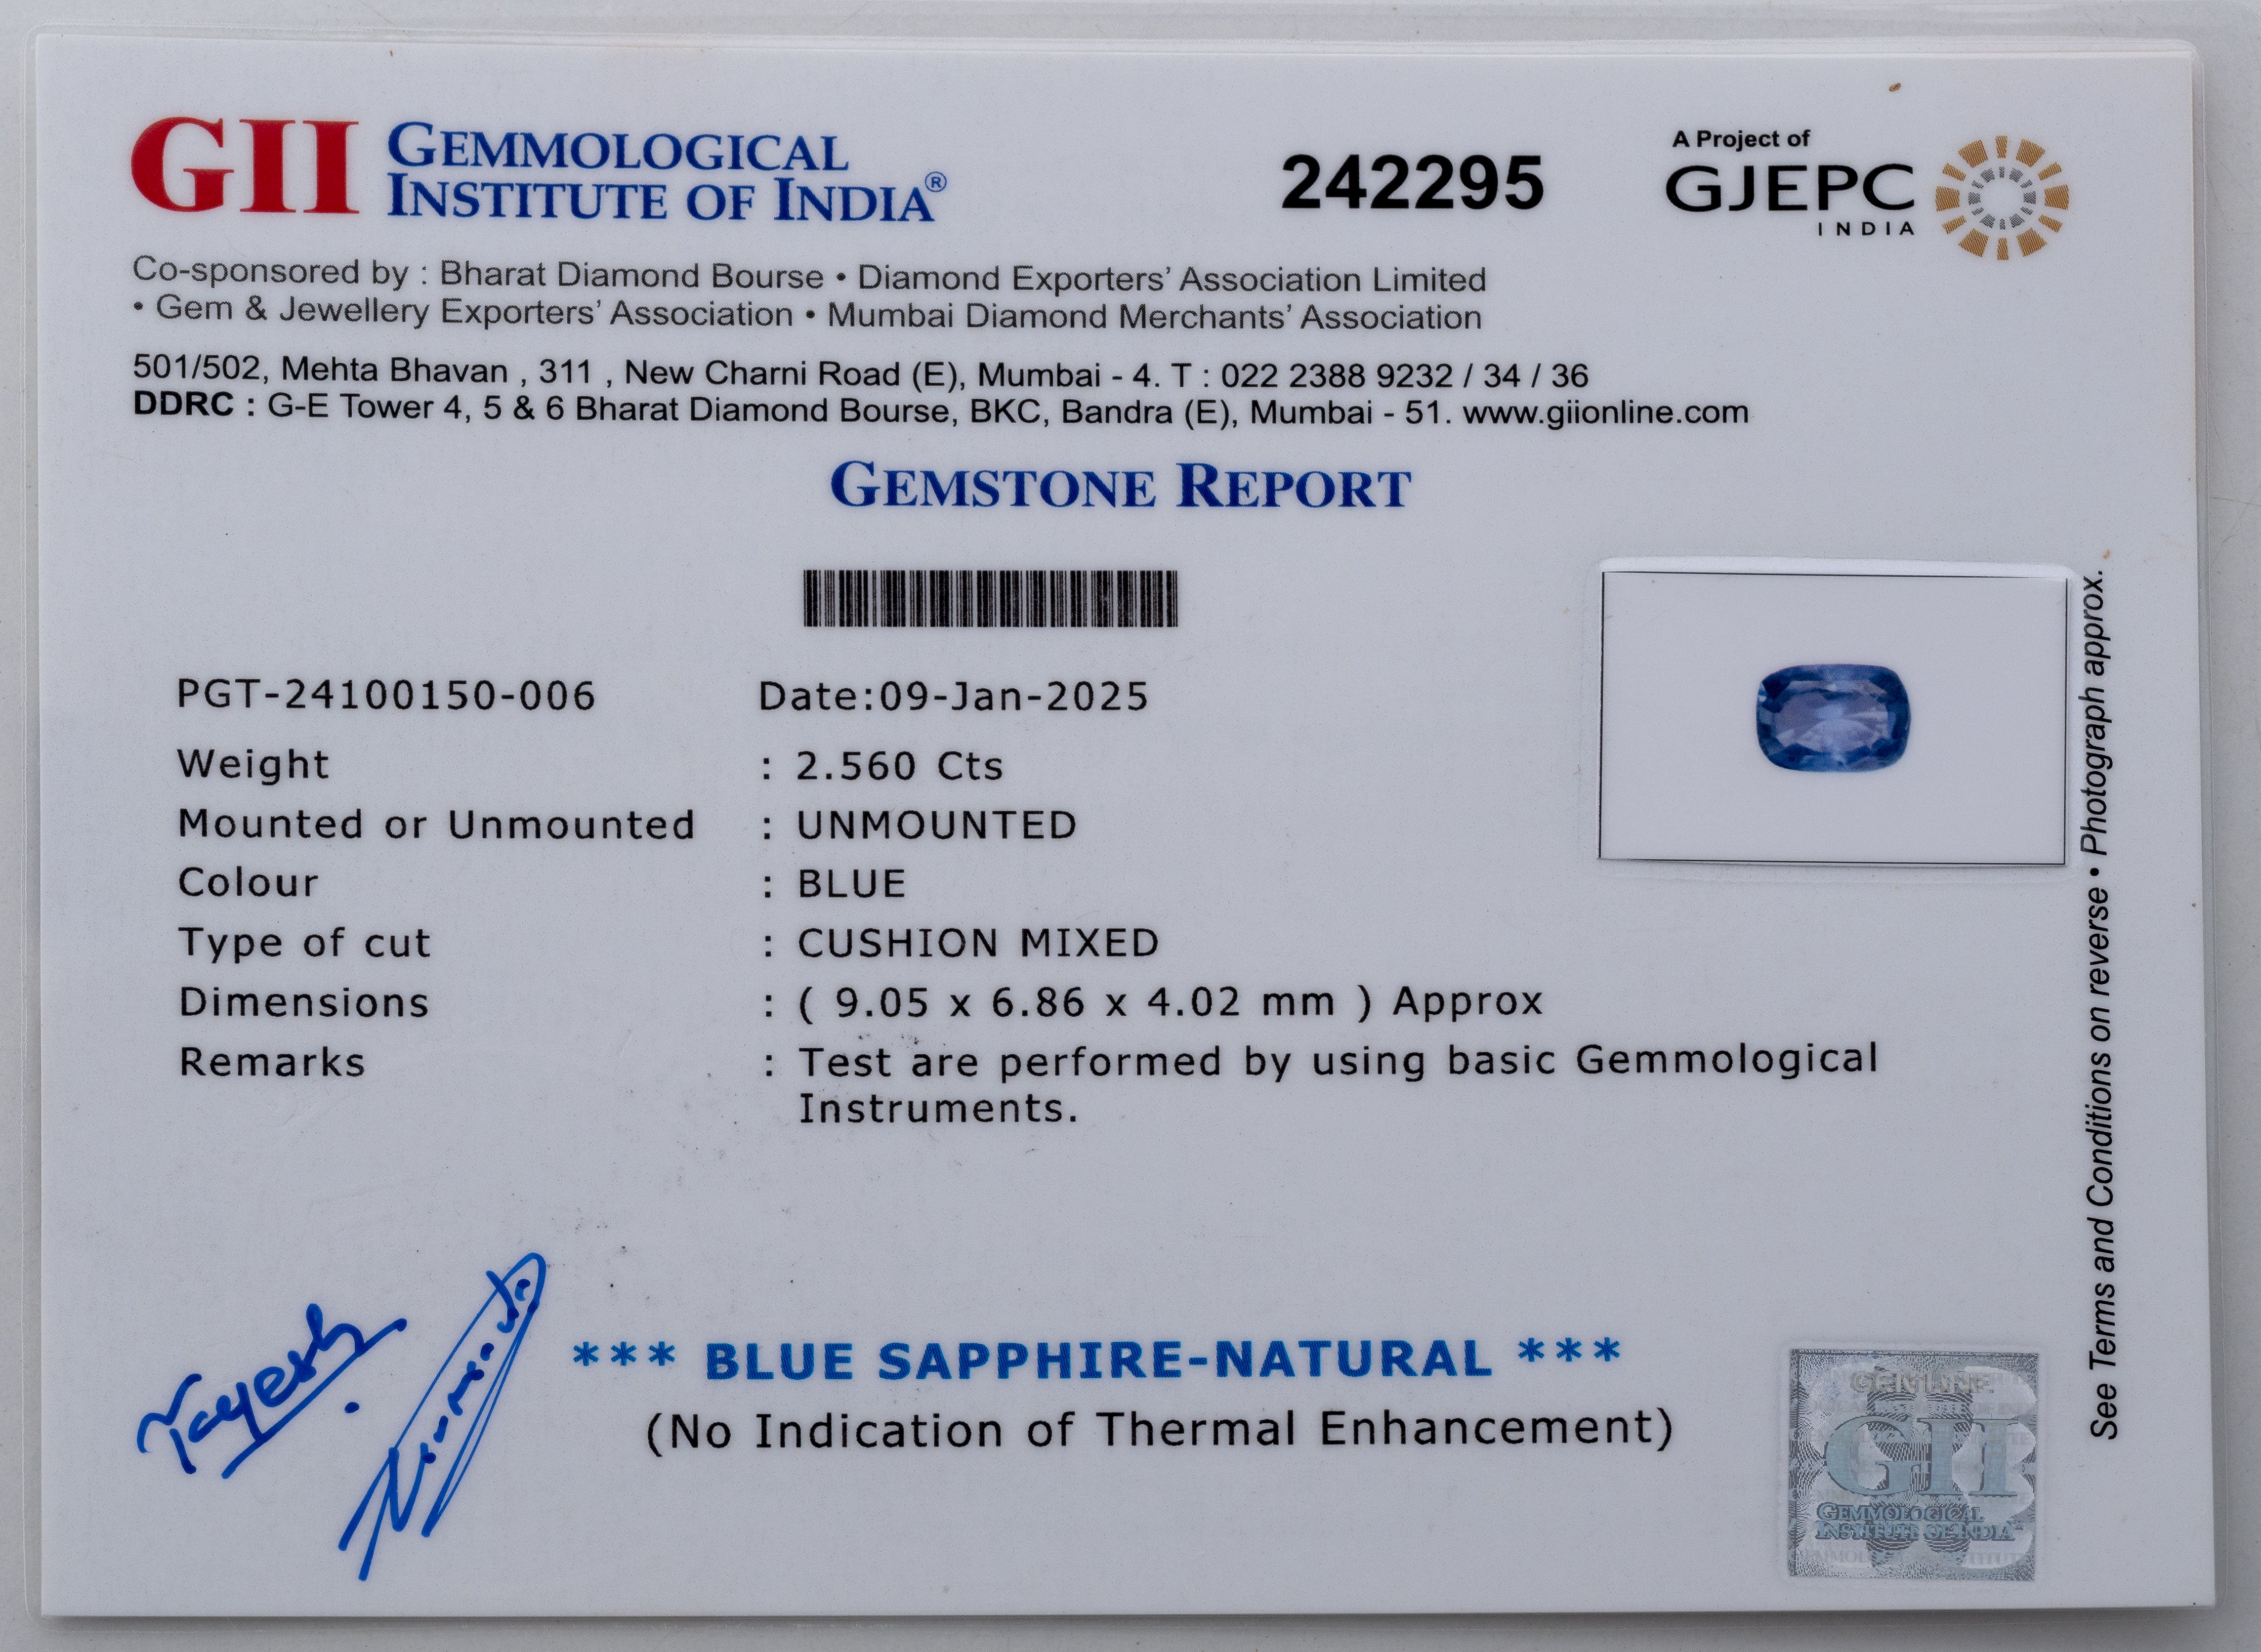 GII GEMMOLOGICAL
INSTITUTE OF INDIA®
242295
A Project of
GJEPC
INDIA
Co-sponsored by : Bharat Diamond Bourse • Diamond Exporters' Association Limited
• Gem & Jewellery Exporters' Association • Mumbai Diamond Merchants' Association
501/502, Mehta Bhavan , 311 , New Charni Road (E), Mumbai - 4. T : 022 2388 9232 / 34 / 36
DDRC : G-E Tower 4, 5 & 6 Bharat Diamond Bourse, BKC, Bandra (E), Mumbai - 51. www.giionline.com
GEMSTONE REPORT
PGT-24100150-006 Date:09-Jan-2025
Weight : 2.560 Cts
Mounted or Unmounted : UNMOUNTED
Colour : BLUE
Type of cut : CUSHION MIXED
Dimensions : ( 9.05 x 6.86 x 4.02 mm ) Approx
Remarks : Test are performed by using basic Gemmological
Instruments.
*** BLUE SAPPHIRE-NATURAL ***
(No Indication of Thermal Enhancement)
See Terms and Conditions on reverse • Photograph approx.
GENUINE
GII
GEMMOLOGICAL
INSTITUTE OF INDIA